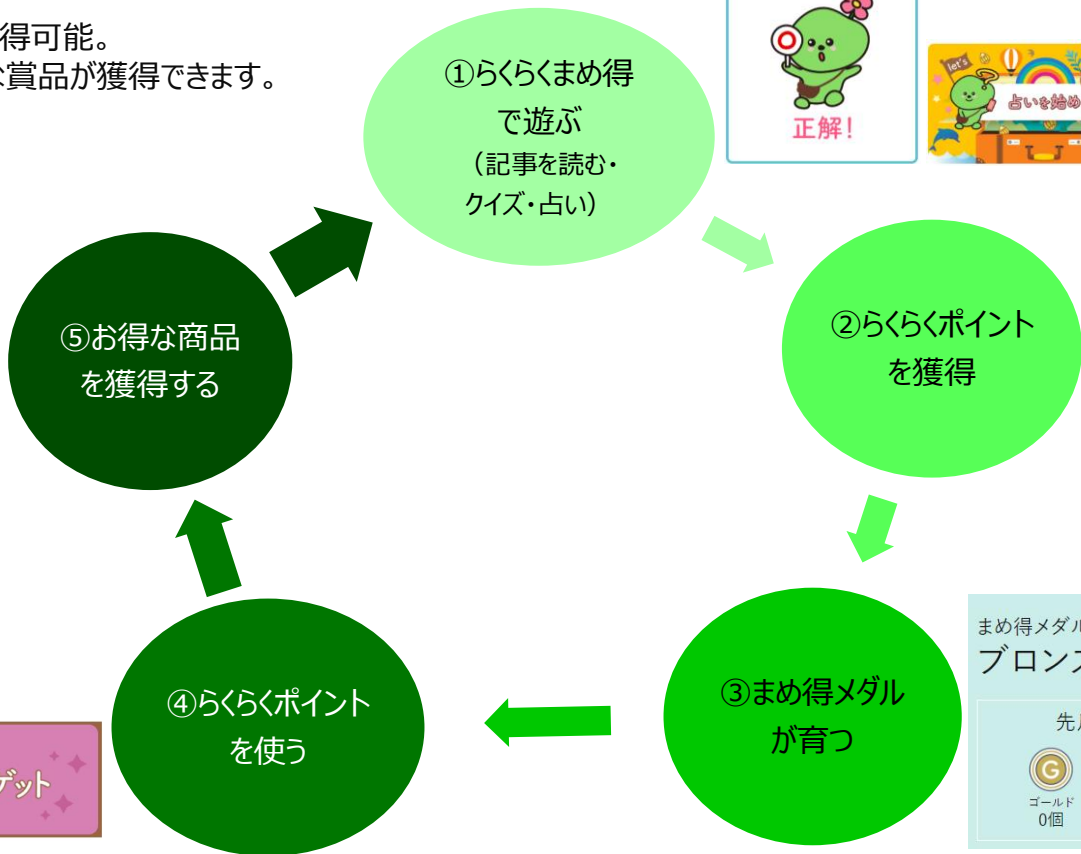 得可能。
賞品が獲得できます。
①らくらくまめ得
で遊ぶ
（記事を読む・
クイズ・占い）
正解！
let's
占いを始め
②らくらくポイント
を獲得
③まめ得メダル
が育つ
まめ得メダル
ブロン
先
G
ゴールド
0個
④らくらくポイント
を使う
ゲット
⑤お得な商品
を獲得する